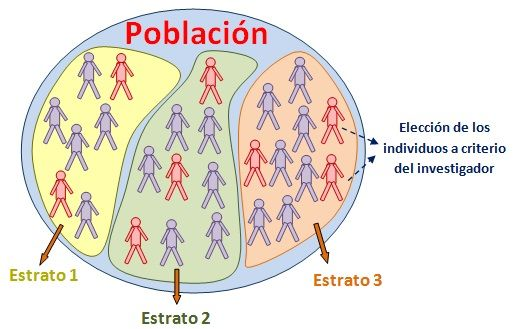 Población
Elección de los
individuos a criterio
del investigador
Estrato 1
Estrato 3
Estrato 2